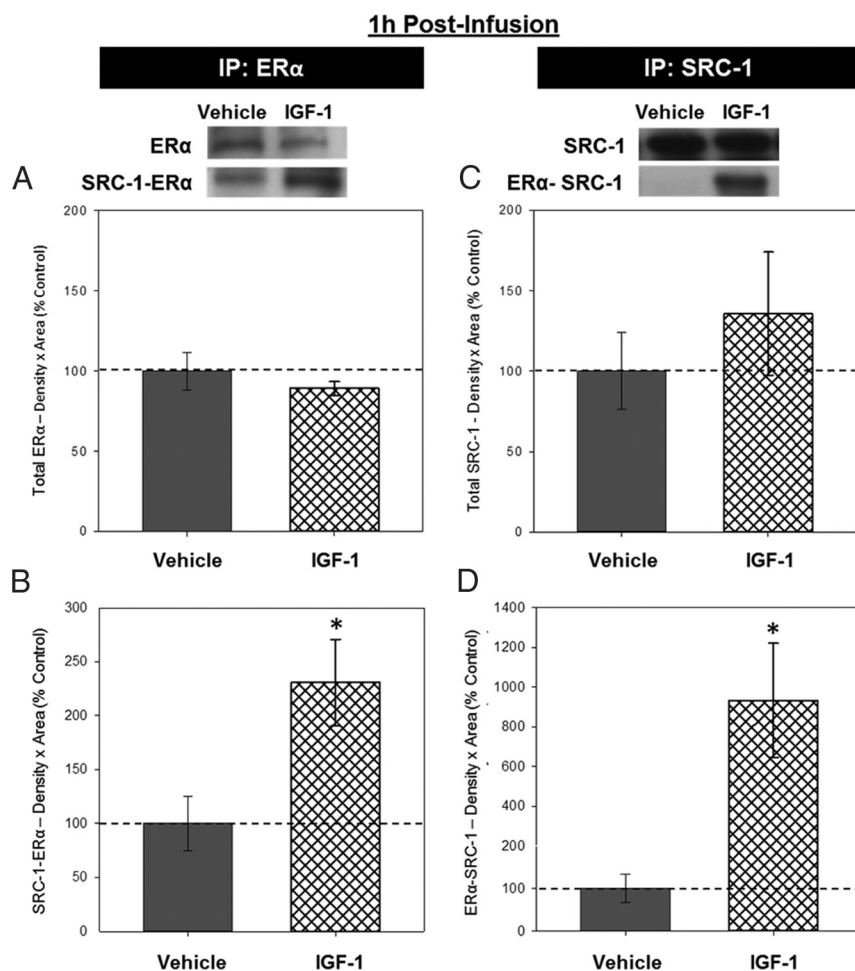 1h Post-Infusion
IP: ERα
Vehicle IGF-1
ERα
SRC-1-ERα
A
Total ERα – Density x Area (% Control)
200
150
100
50
0
Vehicle IGF-1
B
SRC-1-ERα – Density x Area (% Control)
300
250
200
150
100
50
0
*
Vehicle IGF-1
IP: SRC-1
Vehicle IGF-1
SRC-1
ERα- SRC-1
C
Total SRC-1 - Density x Area (% Control)
200
150
100
50
0
Vehicle IGF-1
D
ERα-SRC-1 – Density x Area (% Control)
1400
1200
1000
800
600
400
200
100
0
*
Vehicle IGF-1